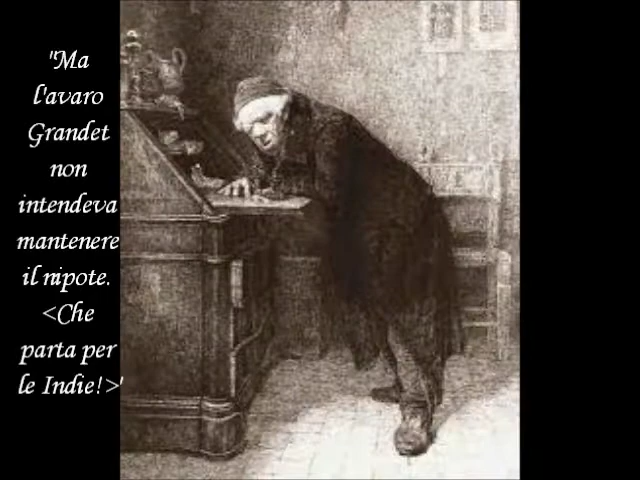 "Ma
l'avaro
Grandet
non
intendeva
mantenere
il nipote.
<Che
parta per
le Indie!>"